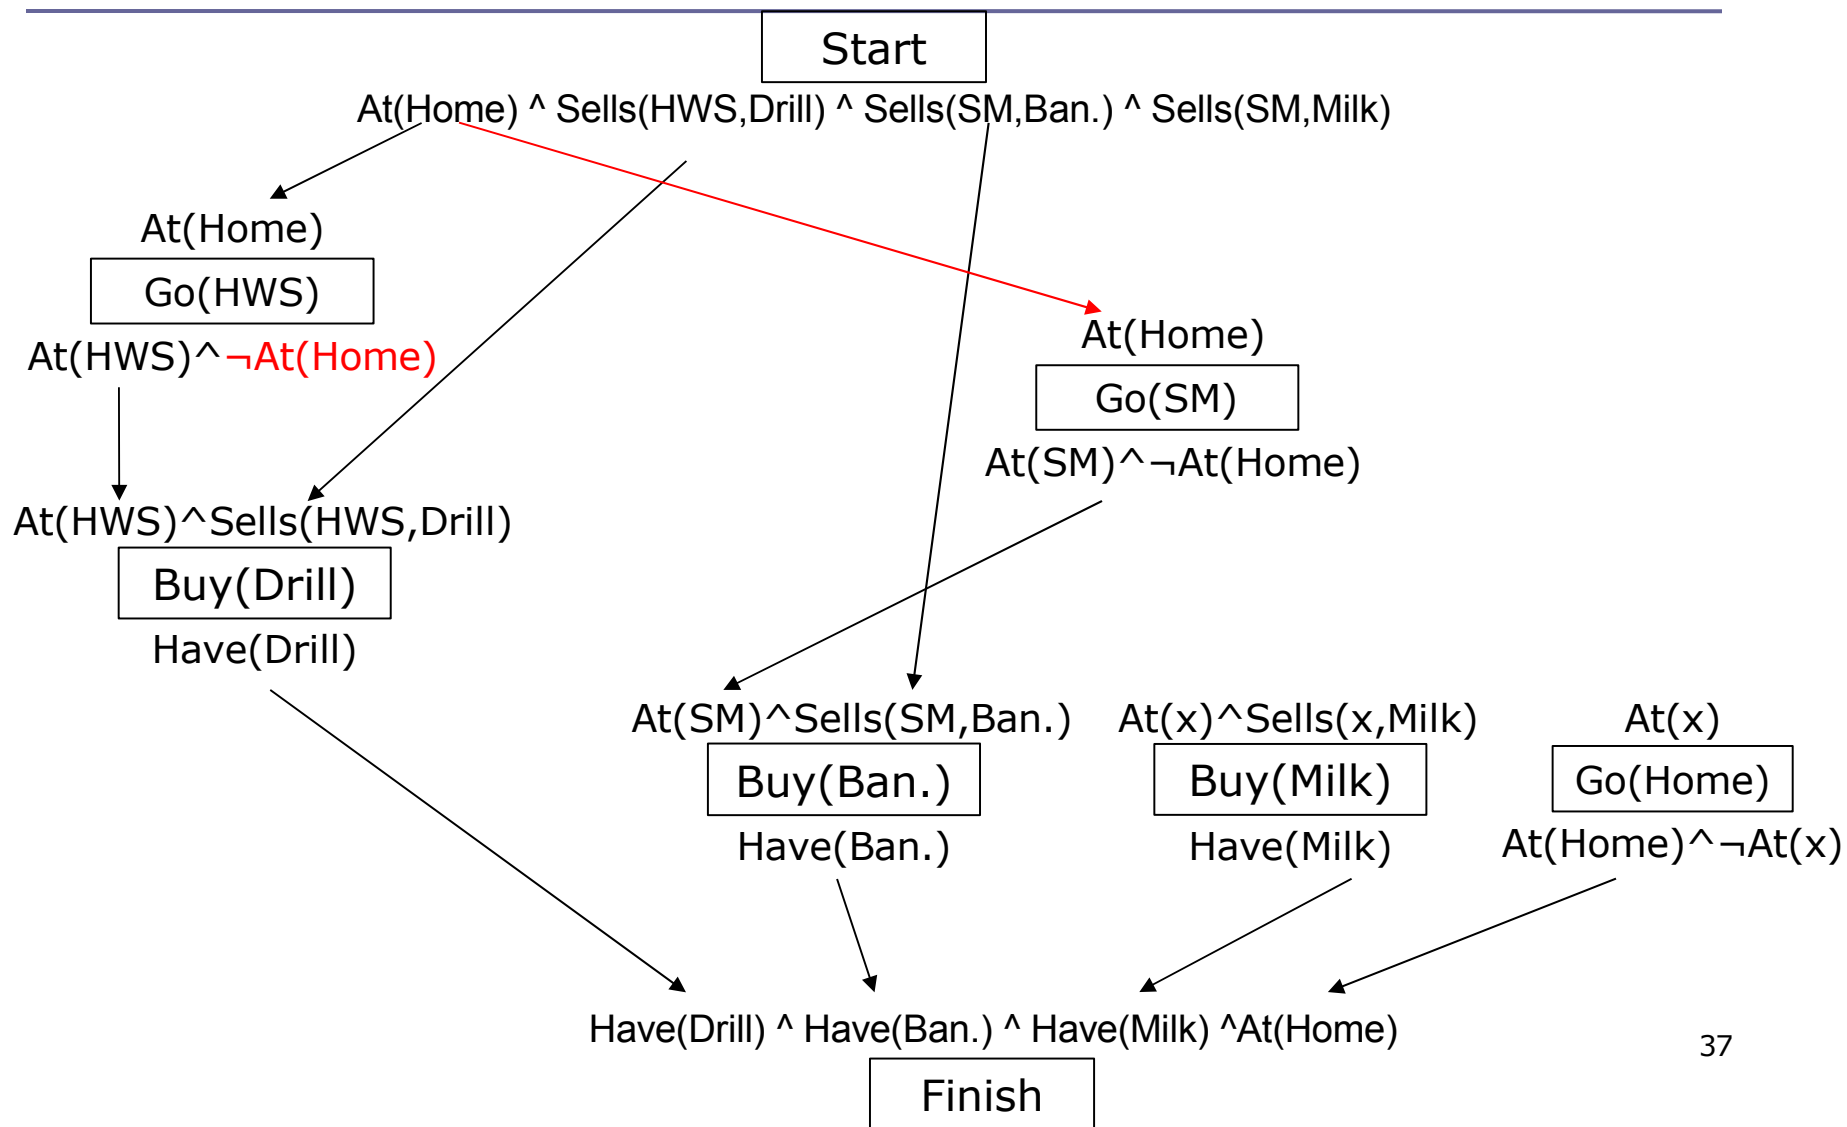 Start
At(Home) ^ Sells(HWS,Drill) ^ Sells(SM,Ban.) ^ Sells(SM,Milk)
At(Home)
Go(HWS)
At(HWS)^¬At(Home)
At(Home)
Go(SM)
At(SM)^¬At(Home)
At(HWS)^Sells(HWS,Drill)
Buy(Drill)
Have(Drill)
At(SM)^Sells(SM,Ban.)
Buy(Ban.)
Have(Ban.)
At(x)^Sells(x,Milk)
Buy(Milk)
Have(Milk)
At(x)
Go(Home)
At(Home)^¬At(x)
Have(Drill) ^ Have(Ban.) ^ Have(Milk) ^At(Home)
Finish
37